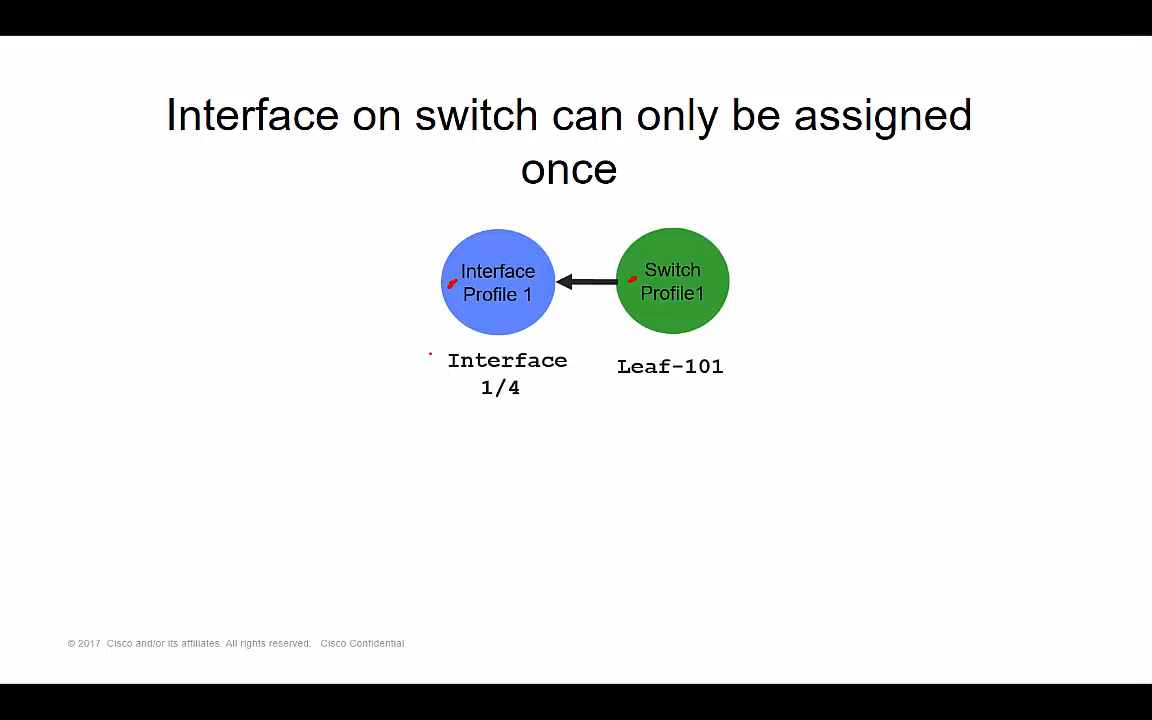 Interface on switch can only be assigned
once
Interface
Profile 1
Switch
Profile1
Interface
1/4
Leaf-101
© 2017 Cisco and/or its affiliates. All rights reserved. Cisco Confidential